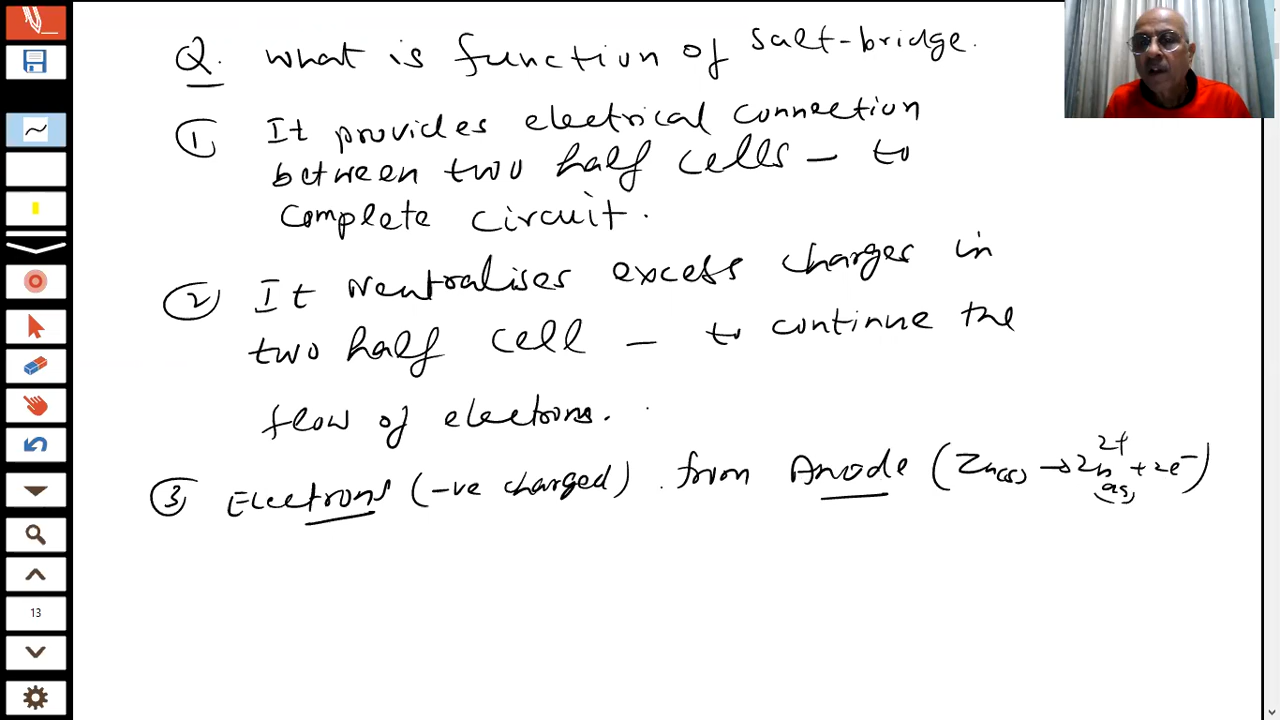 Q. What is function of salt-bridge.
① It provides electrical connection
between two half cells – to
complete circuit.
② It Neutralises excess charges in
two half cell – to continue the
flow of electrons.
③ Electrons (-ve charged). from Anode (Zn(s) → Zn²⁺(aq) + 2e⁻)
13